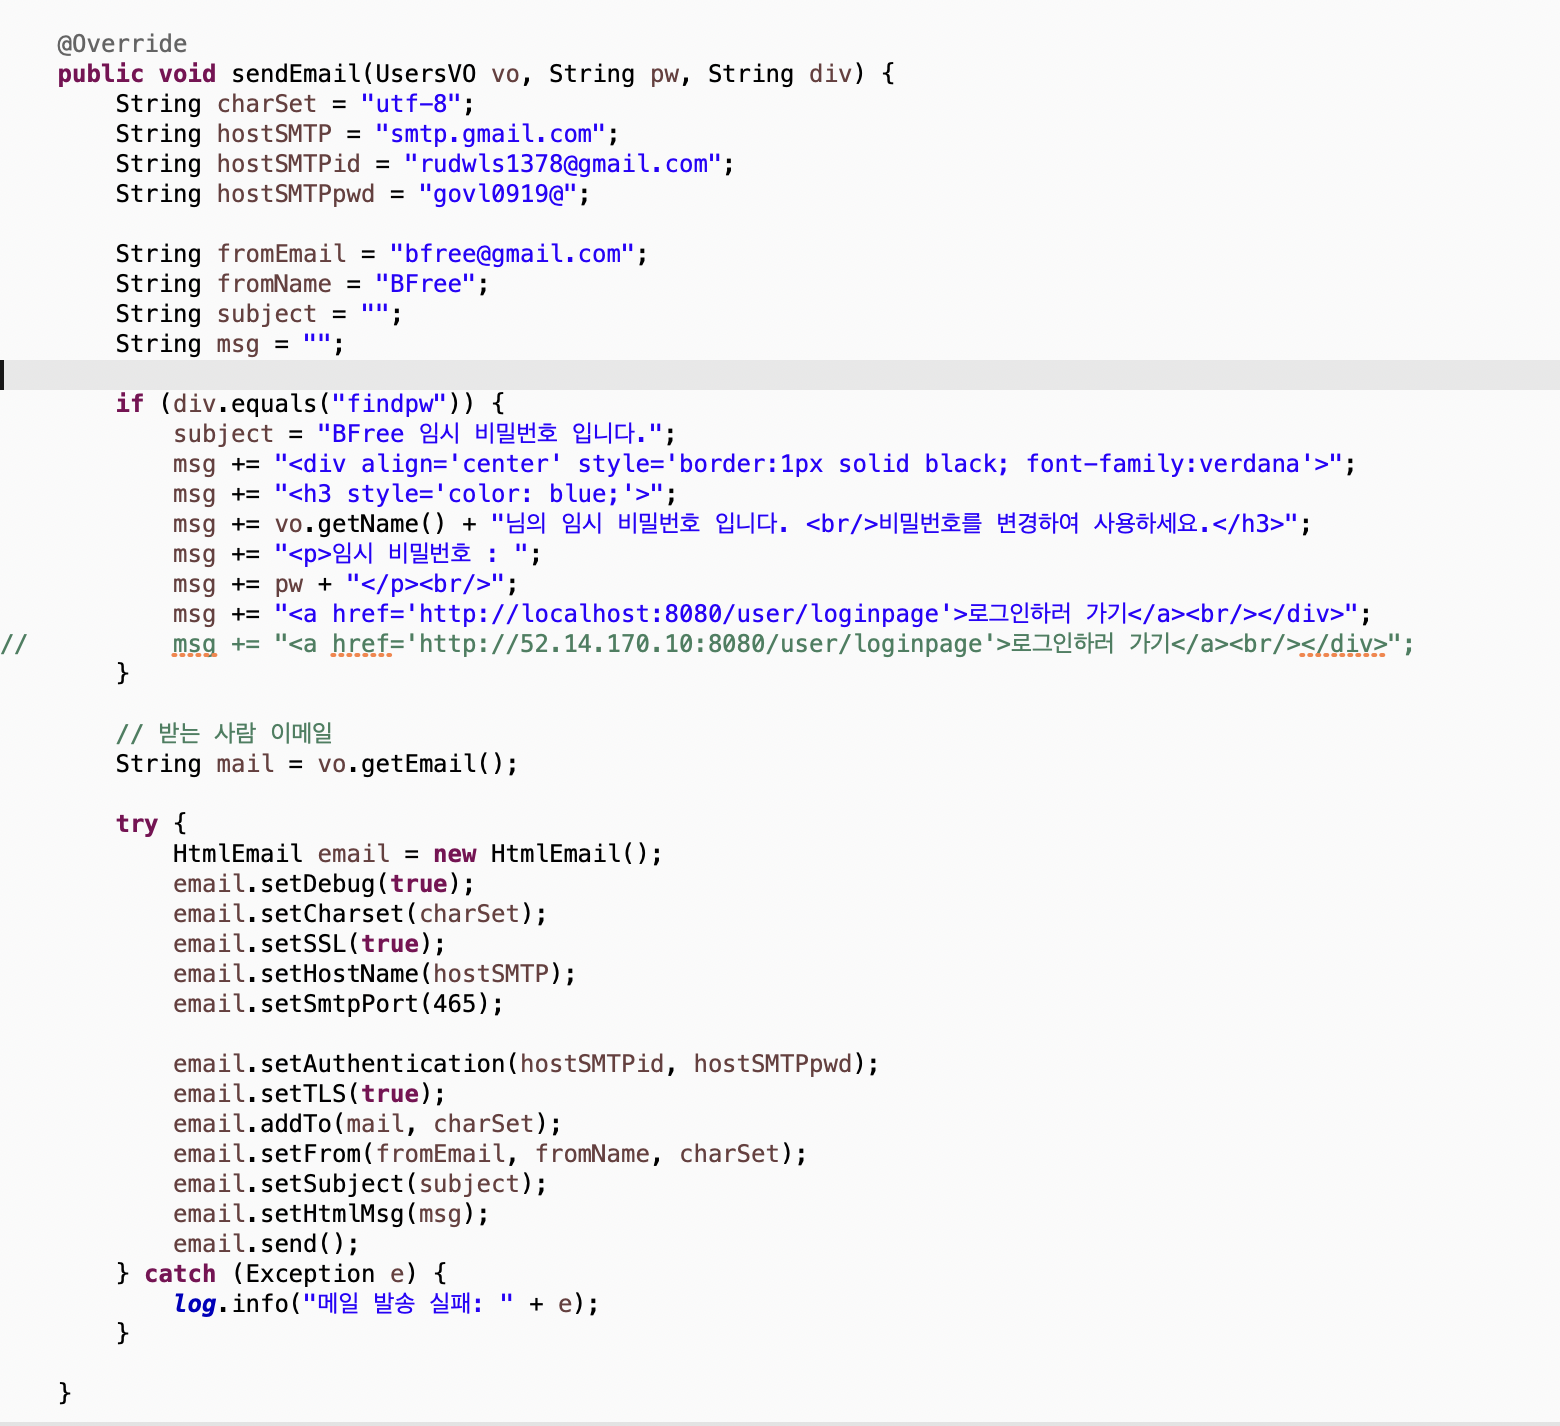 @Override
public void sendEmail(UsersVO vo, String pw, String div) {
String charSet = "utf-8";
String hostSMTP = "smtp.gmail.com";
String hostSMTPid = "rudwls1378@gmail.com";
String hostSMTPpwd = "govl0919@";
String fromEmail = "bfree@gmail.com";
String fromName = "BFree";
String subject = "";
String msg = "";
if (div.equals("findpw")) {
subject = "BFree 임시 비밀번호 입니다.";
msg += "<div align='center' style='border:1px solid black; font-family:verdana'>";
msg += "<h3 style='color: blue;'>";
msg += vo.getName() + "님의 임시 비밀번호 입니다. <br/>비밀번호를 변경하여 사용하세요.</h3>";
msg += "<p>임시 비밀번호 : ";
msg += pw + "</p><br/>";
msg += "<a href='http://localhost:8080/user/loginpage'>로그인하러 가기</a><br/></div>";
// msg += "<a href='http://52.14.170.10:8080/user/loginpage'>로그인하러 가기</a><br/></div>";
}
// 받는 사람 이메일
String mail = vo.getEmail();
try {
HtmlEmail email = new HtmlEmail();
email.setDebug(true);
email.setCharset(charSet);
email.setSSL(true);
email.setHostName(hostSMTP);
email.setSmtpPort(465);
email.setAuthentication(hostSMTPid, hostSMTPpwd);
email.setTLS(true);
email.addTo(mail, charSet);
email.setFrom(fromEmail, fromName, charSet);
email.setSubject(subject);
email.setHtmlMsg(msg);
email.send();
} catch (Exception e) {
log.info("메일 발송 실패: " + e);
}
}